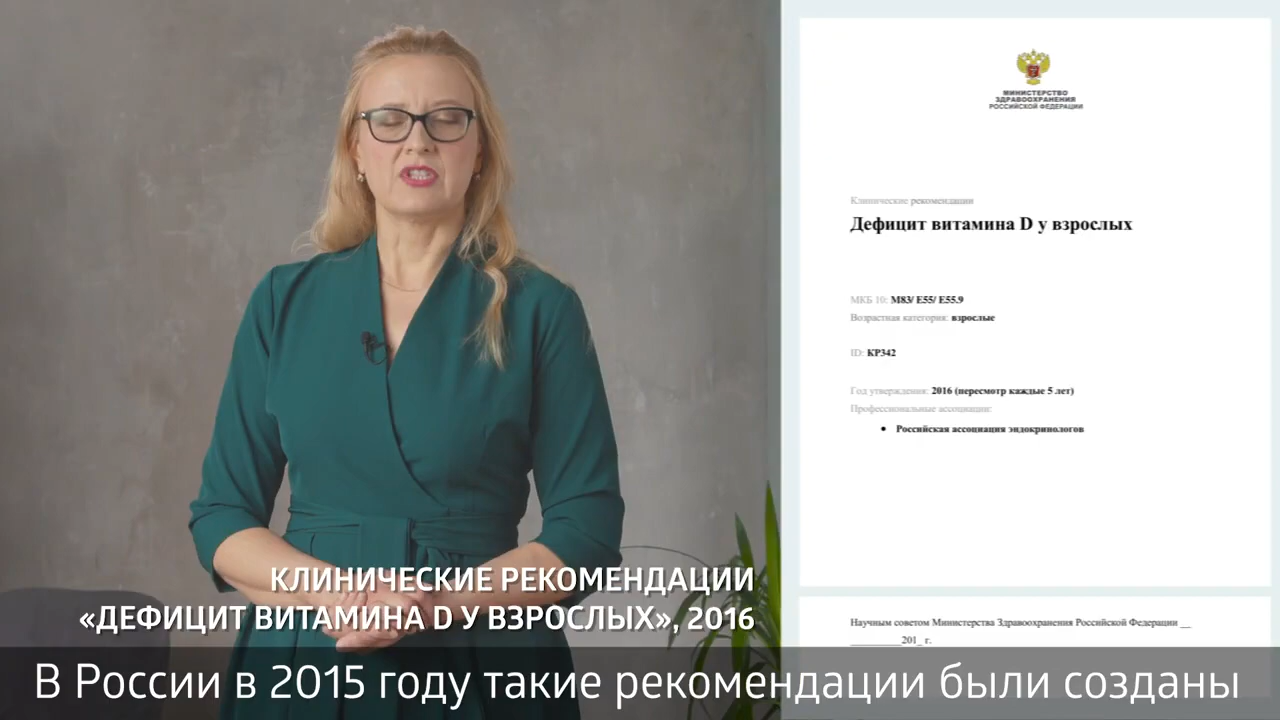 МИНИСТЕРСТВО
ЗДРАВООХРАНЕНИЯ
РОССИЙСКОЙ ФЕДЕРАЦИИ
Клинические рекомендации
Дефицит витамина D у взрослых
МКБ 10: M83/ E55/ E55.9
Возрастная категория: взрослые
ID: КР342
Год утверждения: 2016 (пересмотр каждые 5 лет)
Профессиональные ассоциации:
• Российская ассоциация эндокринологов
Научным советом Министерства Здравоохранения Российской Федерации __
__________201_ г.
КЛИНИЧЕСКИЕ РЕКОМЕНДАЦИИ
«ДЕФИЦИТ ВИТАМИНА D У ВЗРОСЛЫХ», 2016
В России в 2015 году такие рекомендации были созданы